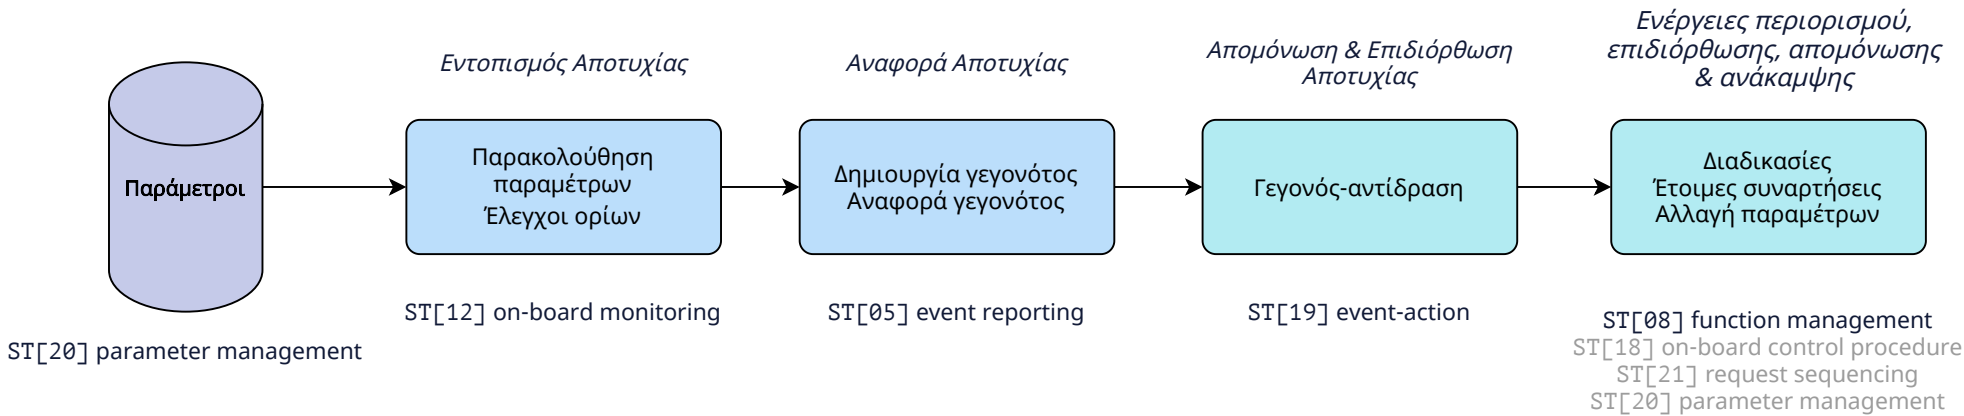 Παράμετροι
ST[20] parameter management
Εντοπισμός Αποτυχίας
Παρακολούθηση
παραμέτρων
Έλεγχοι ορίων
ST[12] on-board monitoring
Αναφορά Αποτυχίας
Δημιουργία γεγονότος
Αναφορά γεγονότος
ST[05] event reporting
Απομόνωση & Επιδιόρθωση
Αποτυχίας
Γεγονός-αντίδραση
ST[19] event-action
Ενέργειες περιορισμού,
επιδιόρθωσης, απομόνωσης
& ανάκαμψης
Διαδικασίες
Έτοιμες συναρτήσεις
Αλλαγή παραμέτρων
ST[08] function management
ST[18] on-board control procedure
ST[21] request sequencing
ST[20] parameter management